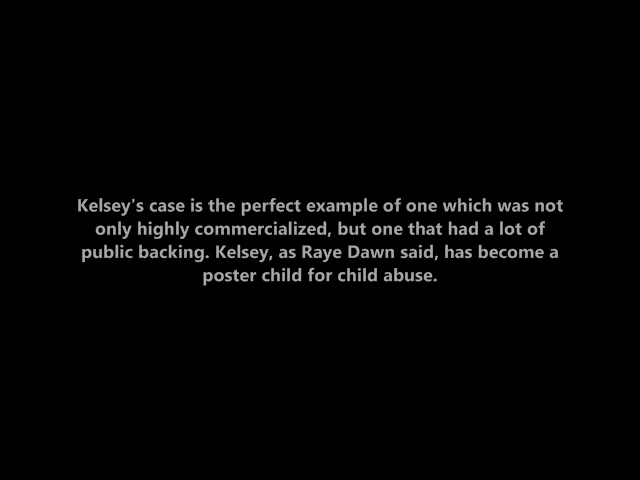 Kelsey's case is the perfect example of one which was not
only highly commercialized, but one that had a lot of
public backing. Kelsey, as Raye Dawn said, has become a
poster child for child abuse.